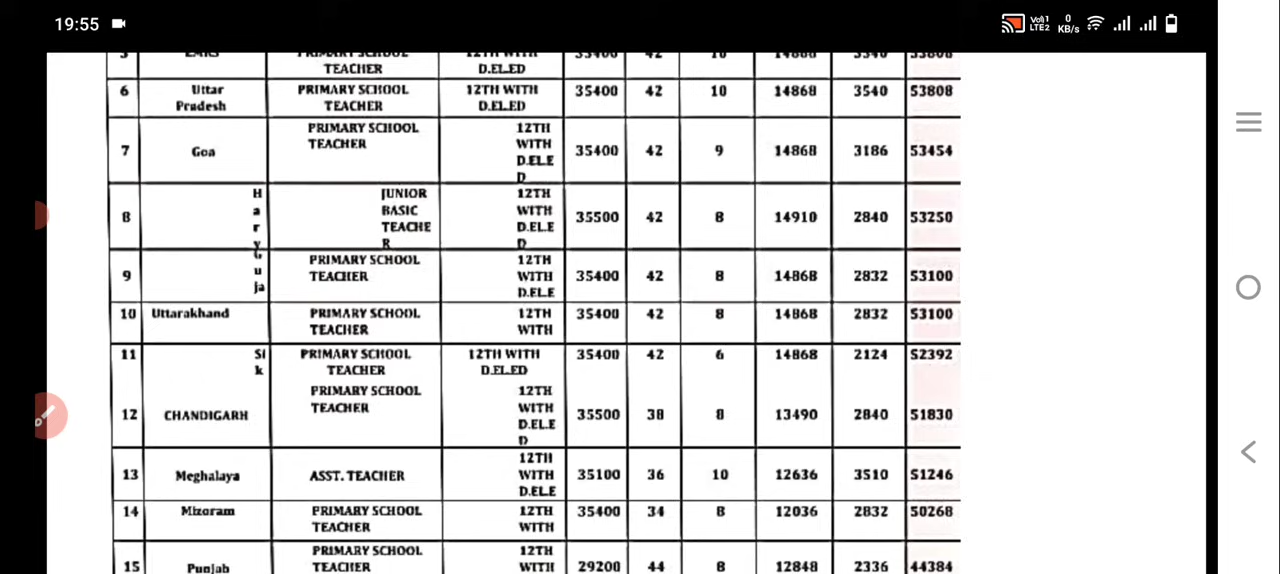 19:55
Vo)) 1 LTE2 0 KB/s
TEACHER D.EL.ED
6 Uttar Pradesh PRIMARY SCHOOL TEACHER 12TH WITH D.EL.ED 35400 42 10 14868 3540 53808
7 Goa PRIMARY SCHOOL TEACHER 12TH WITH D.ELE D 35400 42 9 14868 3186 53454
8 H a r y JUNIOR BASIC TEACHE R 12TH WITH D.ELE D 35500 42 8 14910 2840 53250
9 G u ja PRIMARY SCHOOL TEACHER 12TH WITH D.ELE 35400 42 8 14868 2832 53100
10 Uttarakhand PRIMARY SCHOOL TEACHER 12TH WITH 35400 42 8 14868 2832 53100
11 Si k PRIMARY SCHOOL TEACHER 12TH WITH D.EL.ED 35400 42 6 14868 2124 52392
12 CHANDIGARH PRIMARY SCHOOL TEACHER 12TH WITH D.ELE D 35500 38 8 13490 2840 51830
13 Meghalaya ASST. TEACHER 12TH WITH D.ELE 35100 36 10 12636 3510 51246
14 Mizoram PRIMARY SCHOOL TEACHER 12TH WITH 35400 34 8 12036 2832 50268
15 Punjab PRIMARY SCHOOL TEACHER 12TH WITH 29200 44 8 12848 2336 44384